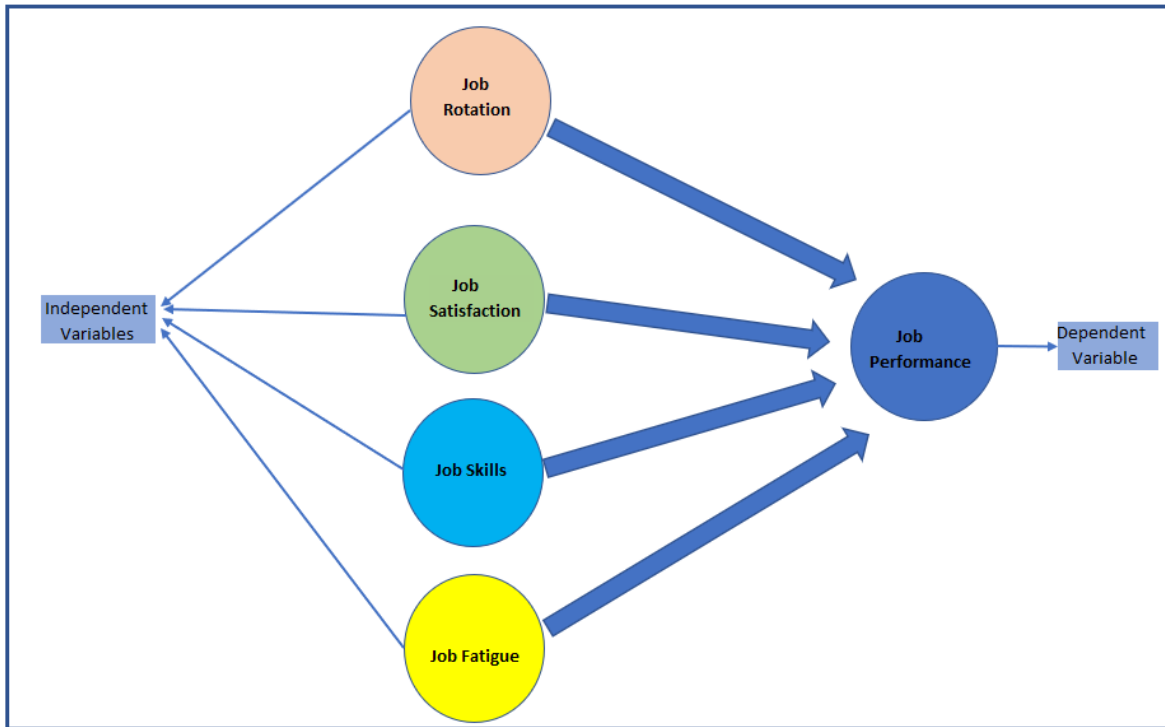 Job
Rotation
Job
Satisfaction
Independent
Variables
Job
Performance
Dependent
Variable
Job Skills
Job Fatigue